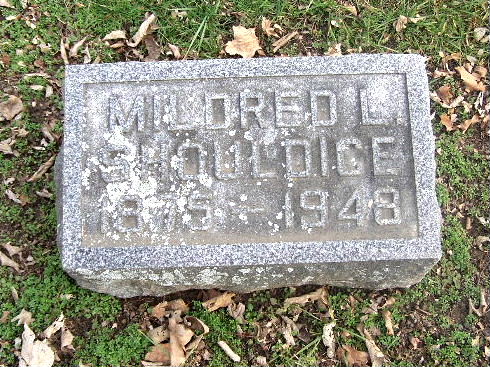 MILDRED L.
SHOULDICE
1875 - 1948